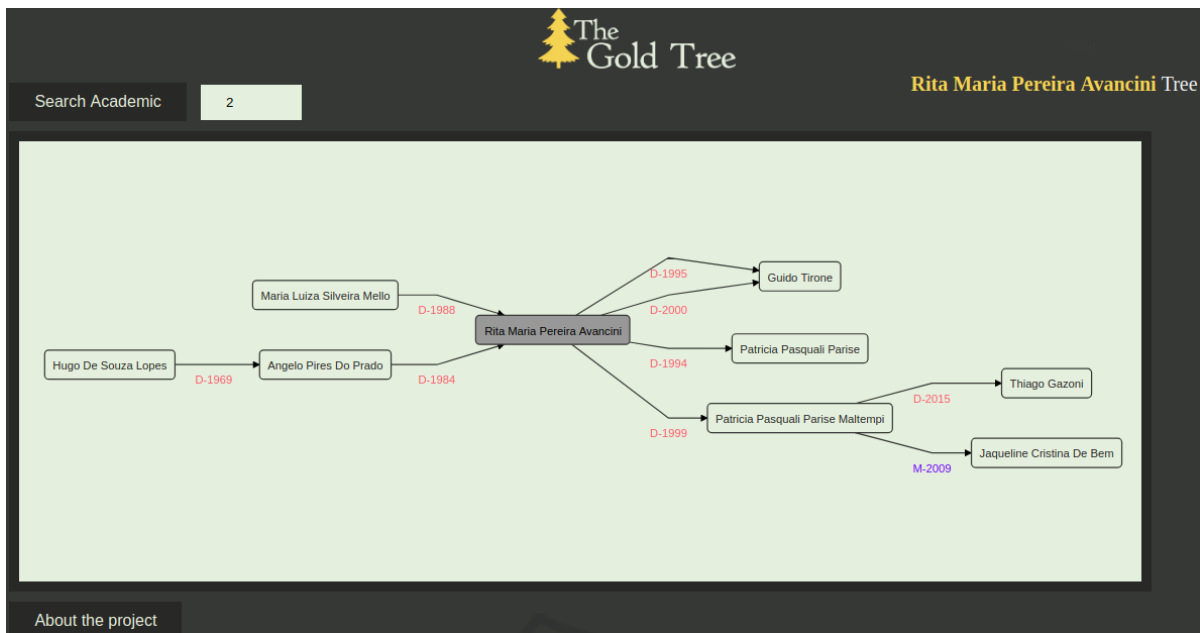 The
Gold Tree
Rita Maria Pereira Avancini Tree
Search Academic
2
D-1995
Guido Tirone
Maria Luiza Silveira Mello
D-1988
D-2000
Rita Maria Pereira Avancini
Patricia Pasquali Parise
Hugo De Souza Lopes
Angelo Pires Do Prado
D-1994
D-1969
D-1984
Thiago Gazoni
D-2015
Patricia Pasquali Parise Maltempi
D-1999
Jaqueline Cristina De Bem
M-2009
About the project